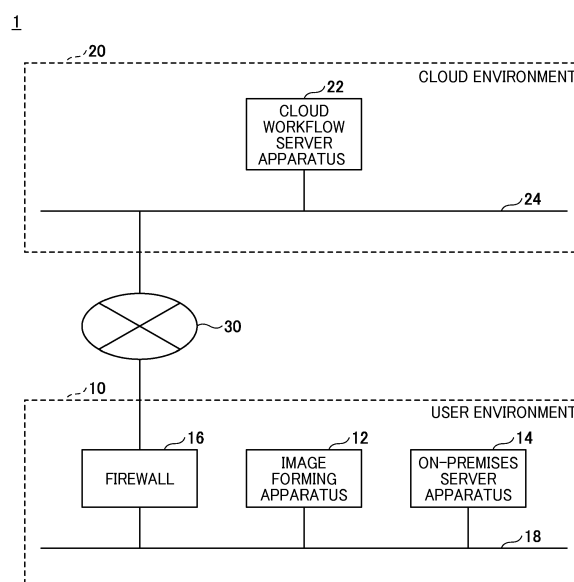 1
20
CLOUD ENVIRONMENT
22
CLOUD
WORKFLOW
SERVER
APPARATUS
24
30
10
USER ENVIRONMENT
16
FIREWALL
12
IMAGE
FORMING
APPARATUS
14
ON-PREMISES
SERVER
APPARATUS
18